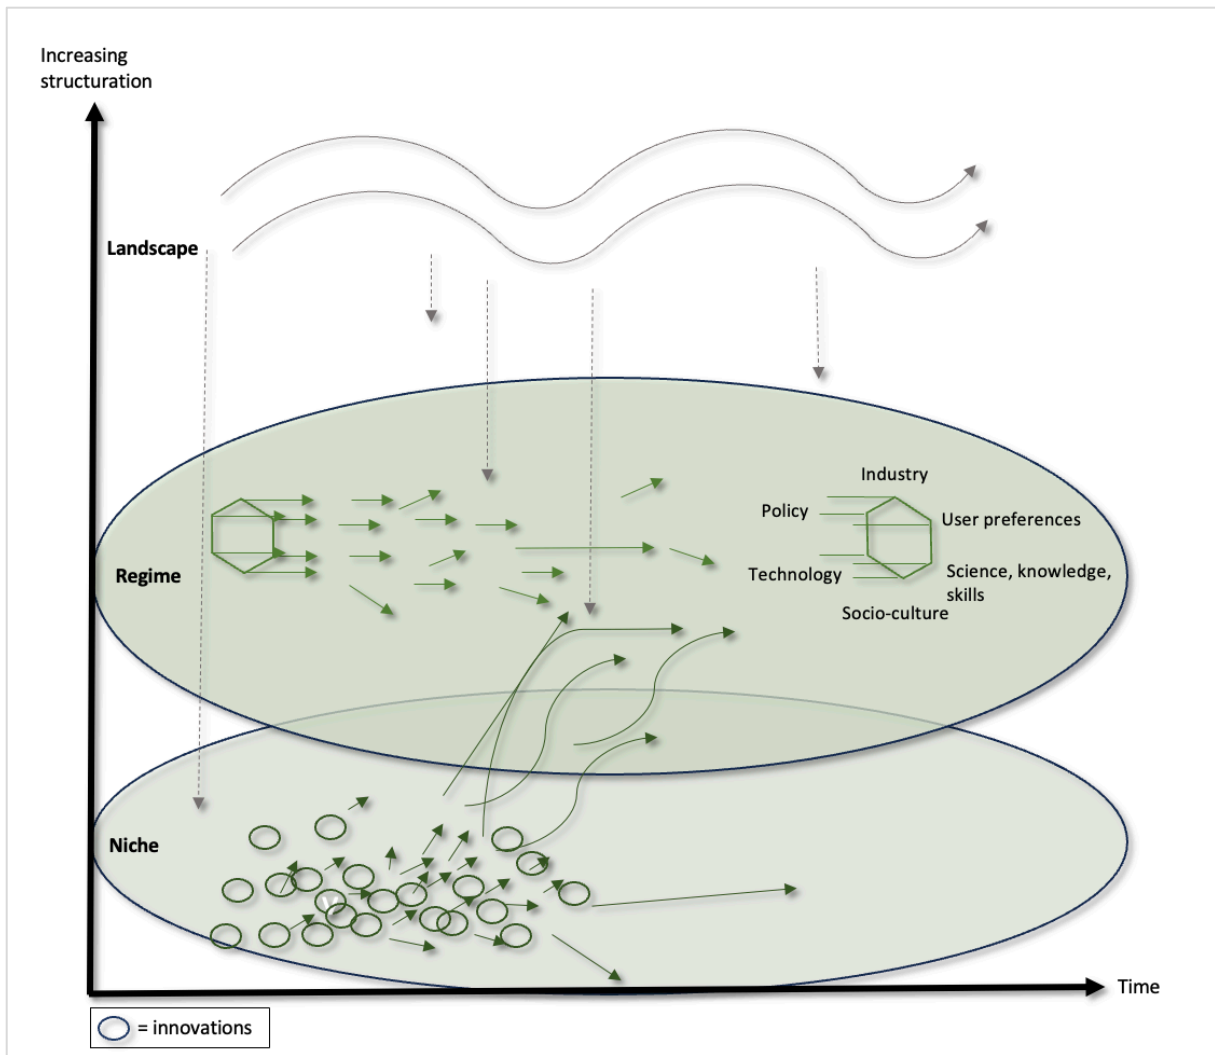 Increasing
structuration
Landscape
Industry
Policy
User preferences
Regime
Technology
Science, knowledge,
skills
Socio-culture
Niche
V
Time
= innovations